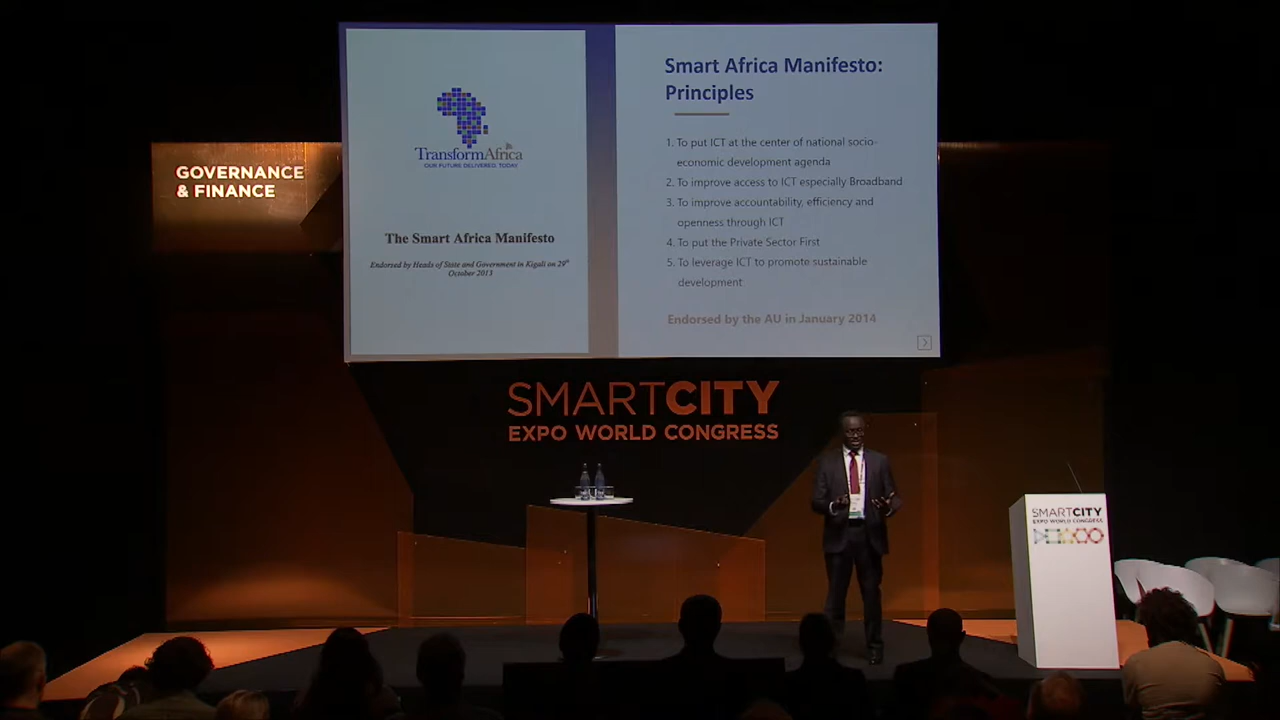 GOVERNANCE
& FINANCE
TransformAfrica
OUR FUTURE DELIVERED. TODAY
The Smart Africa Manifesto
Endorsed by Heads of State and Government in Kigali on 29th
October 2013
Smart Africa Manifesto:
Principles
1. To put ICT at the center of national socio-
economic development agenda
2. To improve access to ICT especially Broadband
3. To improve accountability, efficiency and
openness through ICT
4. To put the Private Sector First
5. To leverage ICT to promote sustainable
development
Endorsed by the AU in January 2014
SMARTCITY
EXPO WORLD CONGRESS
SMARTCITY
EXPO WORLD CONGRESS